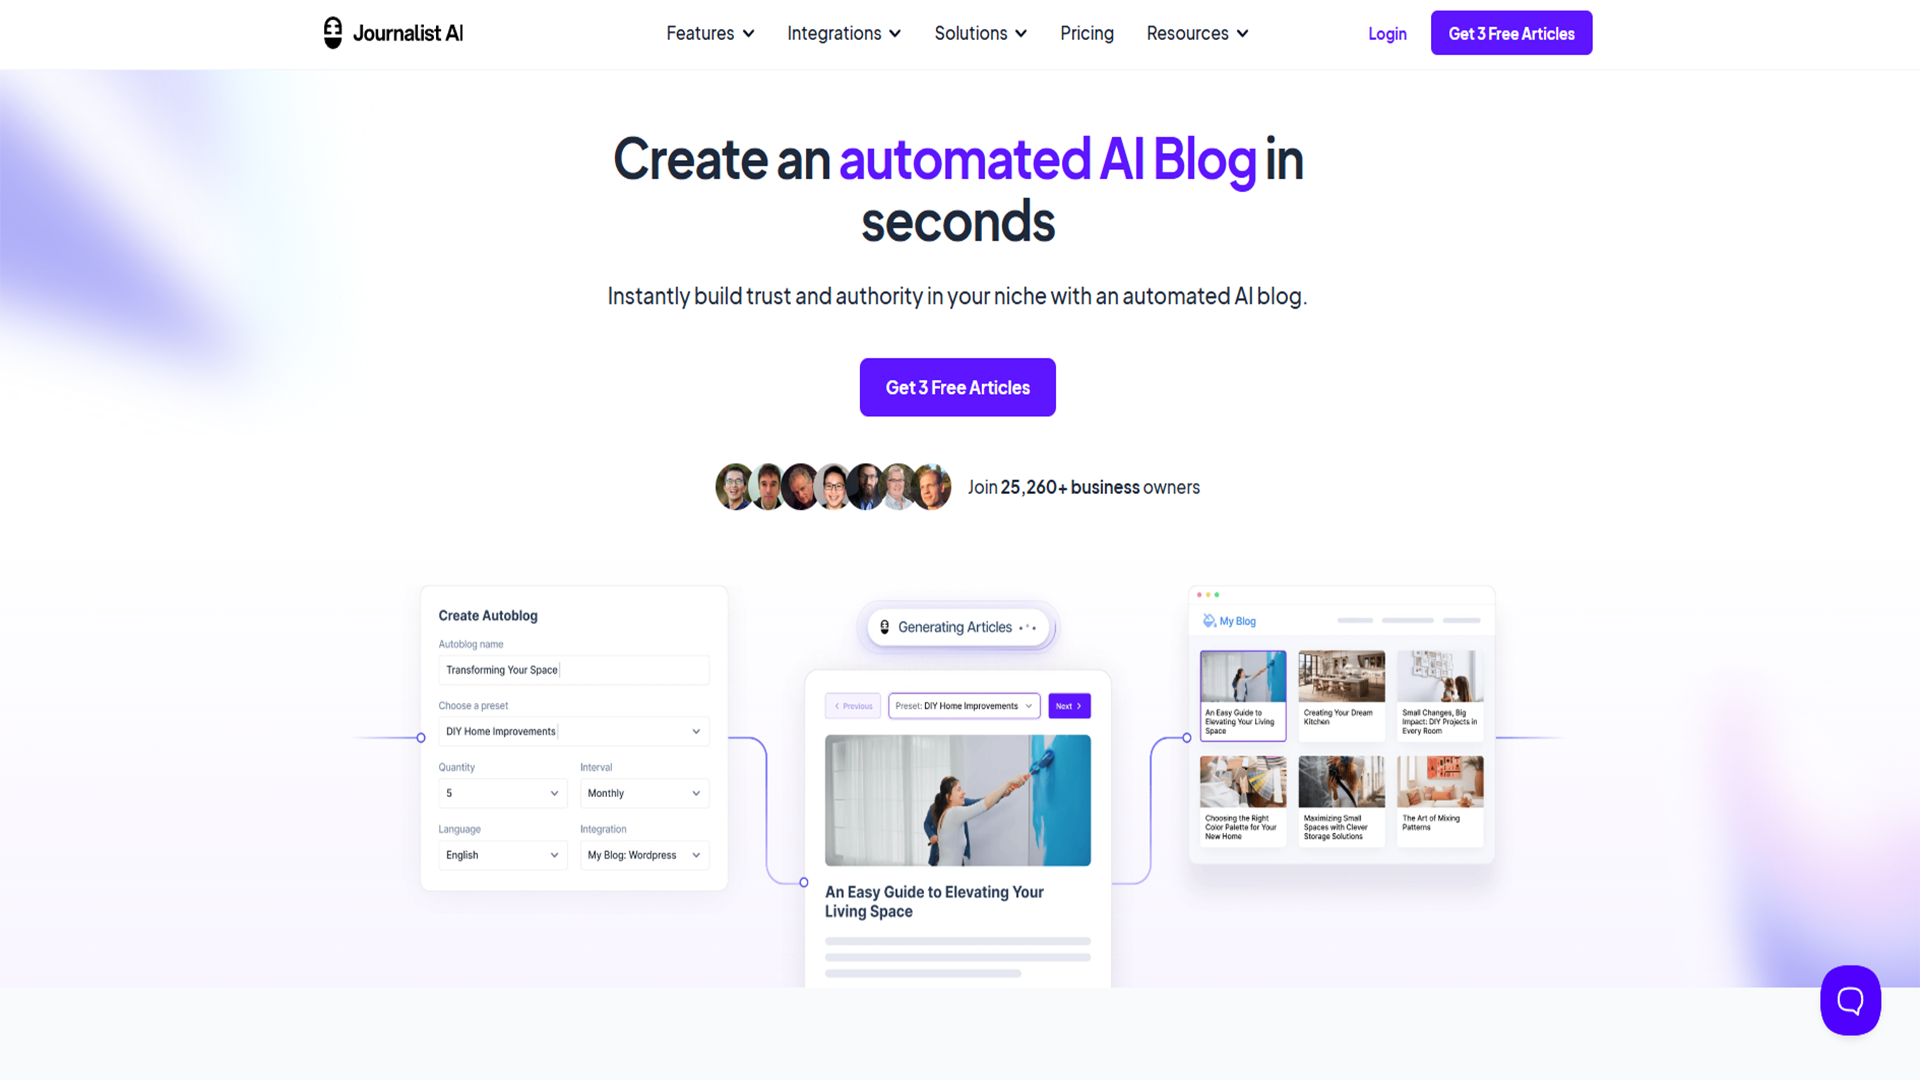 Journalist AI
Features
Integrations
Solutions
Pricing
Resources
Login
Get 3 Free Articles
Create an automated AI Blog in
seconds
Instantly build trust and authority in your niche with an automated AI blog.
Get 3 Free Articles
Join 25,260+ business owners
Create Autoblog
Autoblog name
Transforming Your Space
Choose a preset
DIY Home Improvements
Quantity
Interval
5
Monthly
Language
Integration
English
My Blog: Wordpress
Generating Articles
Previous
Preset: DIY Home Improvements
Next
An Easy Guide to Elevating Your
Living Space
My Blog
An Easy Guide to
Elevating Your Living
Space
Creating Your Dream
Kitchen
Small Changes, Big
Impact: DIY Projects in
Every Room
Choosing the Right
Color Palette for Your
New Home
Maximizing Small
Spaces with Clever
Storage Solutions
The Art of Mixing
Patterns